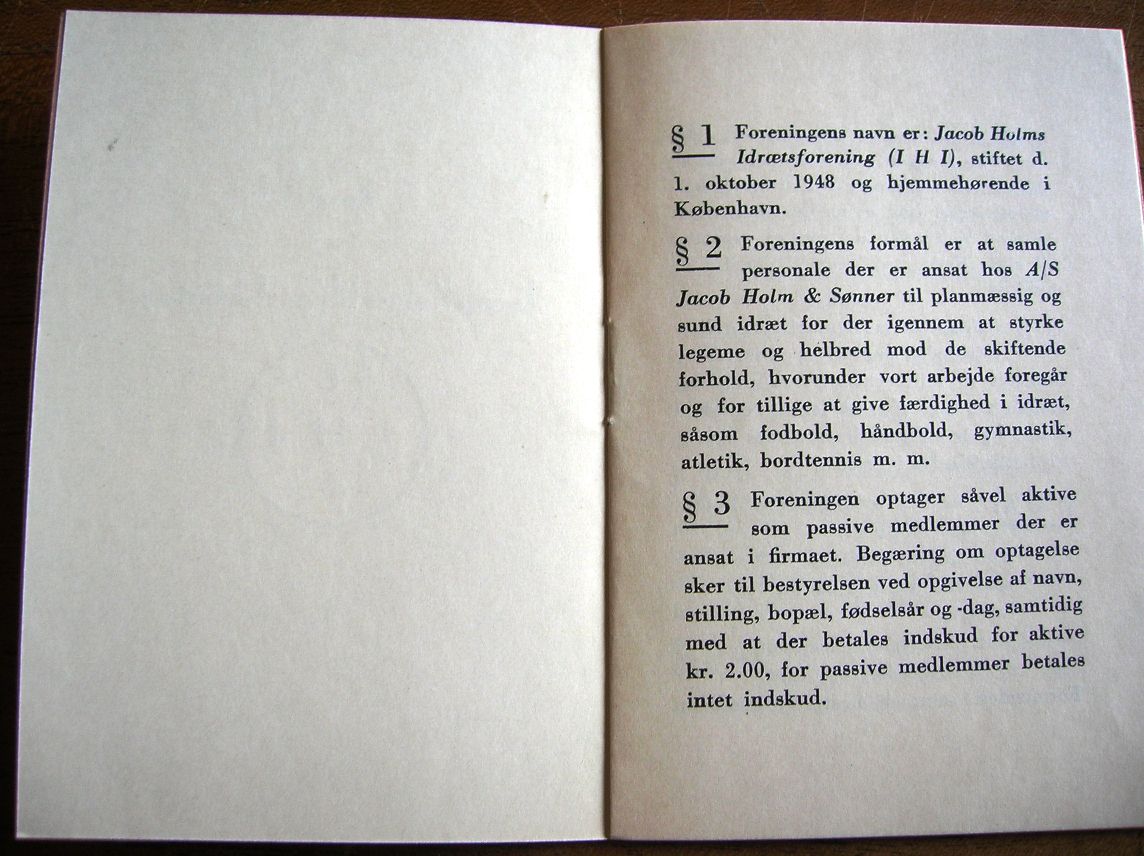 § 1 Foreningens navn er: Jacob Holms
Idrætsforening (I H I), stiftet d.
1. oktober 1948 og hjemmehørende i
København.
§ 2 Foreningens formål er at samle
personale der er ansat hos A/S
Jacob Holm & Sønner til planmæssig og
sund idræt for der igennem at styrke
legeme og helbred mod de skiftende
forhold, hvorunder vort arbejde foregår
og for tillige at give færdighed i idræt,
såsom fodbold, håndbold, gymnastik,
atletik, bordtennis m. m.
§ 3 Foreningen optager såvel aktive
som passive medlemmer der er
ansat i firmaet. Begæring om optagelse
sker til bestyrelsen ved opgivelse af navn,
stilling, bopæl, fødselsår og -dag, samtidig
med at der betales indskud for aktive
kr. 2.00, for passive medlemmer betales
intet indskud.